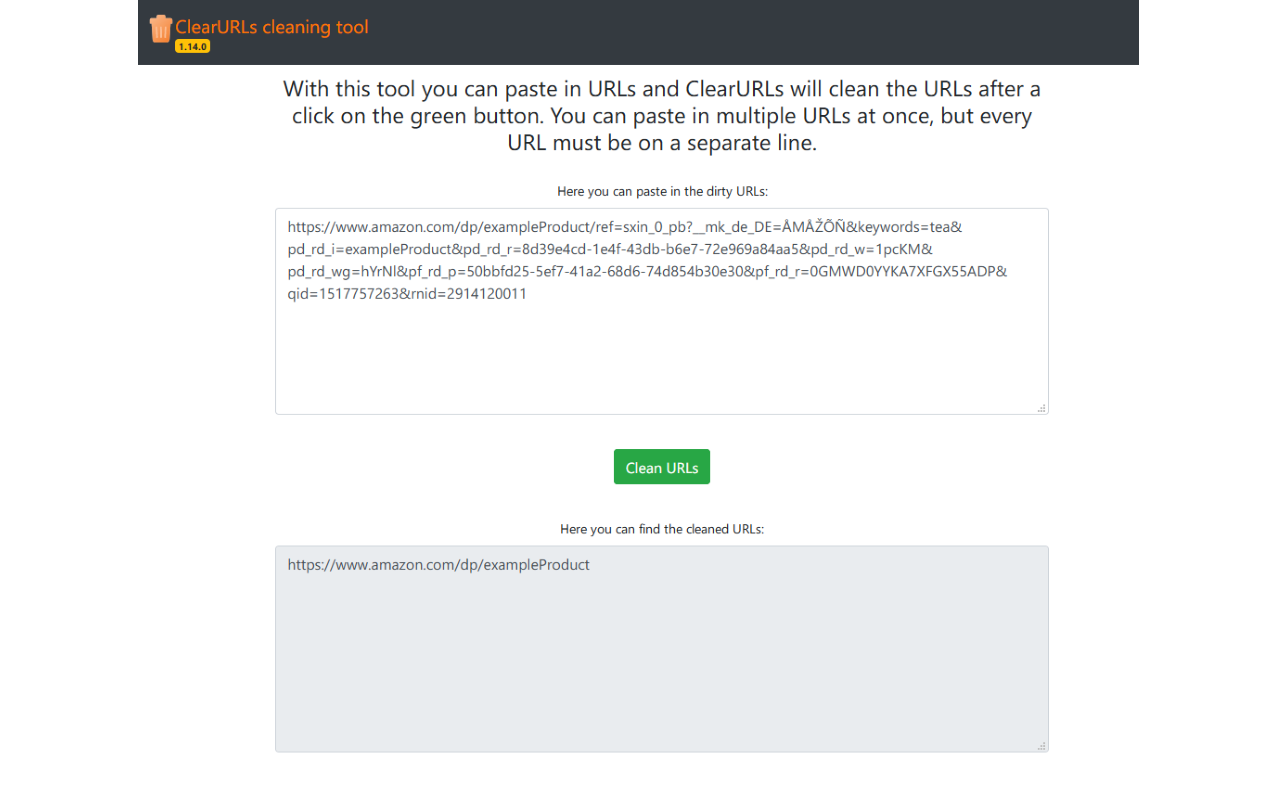 ClearURLs cleaning tool
1.14.0
With this tool you can paste in URLs and ClearURLs will clean the URLs after a
click on the green button. You can paste in multiple URLs at once, but every
URL must be on a separate line.
Here you can paste in the dirty URLs:
https://www.amazon.com/dp/exampleProduct/ref=sxin_0_pb?__mk_de_DE=ÅMÅŽÕÑ&keywords=tea&
pd_rd_i=exampleProduct&pd_rd_r=8d39e4cd-1e4f-43db-b6e7-72e969a84aa5&pd_rd_w=1pcKM&
pd_rd_wg=hYrNl&pf_rd_p=50bbfd25-5ef7-41a2-68d6-74d854b30e30&pf_rd_r=0GMWD0YYKA7XFGX55ADP&
qid=1517757263&rnid=2914120011
Clean URLs
Here you can find the cleaned URLs:
https://www.amazon.com/dp/exampleProduct